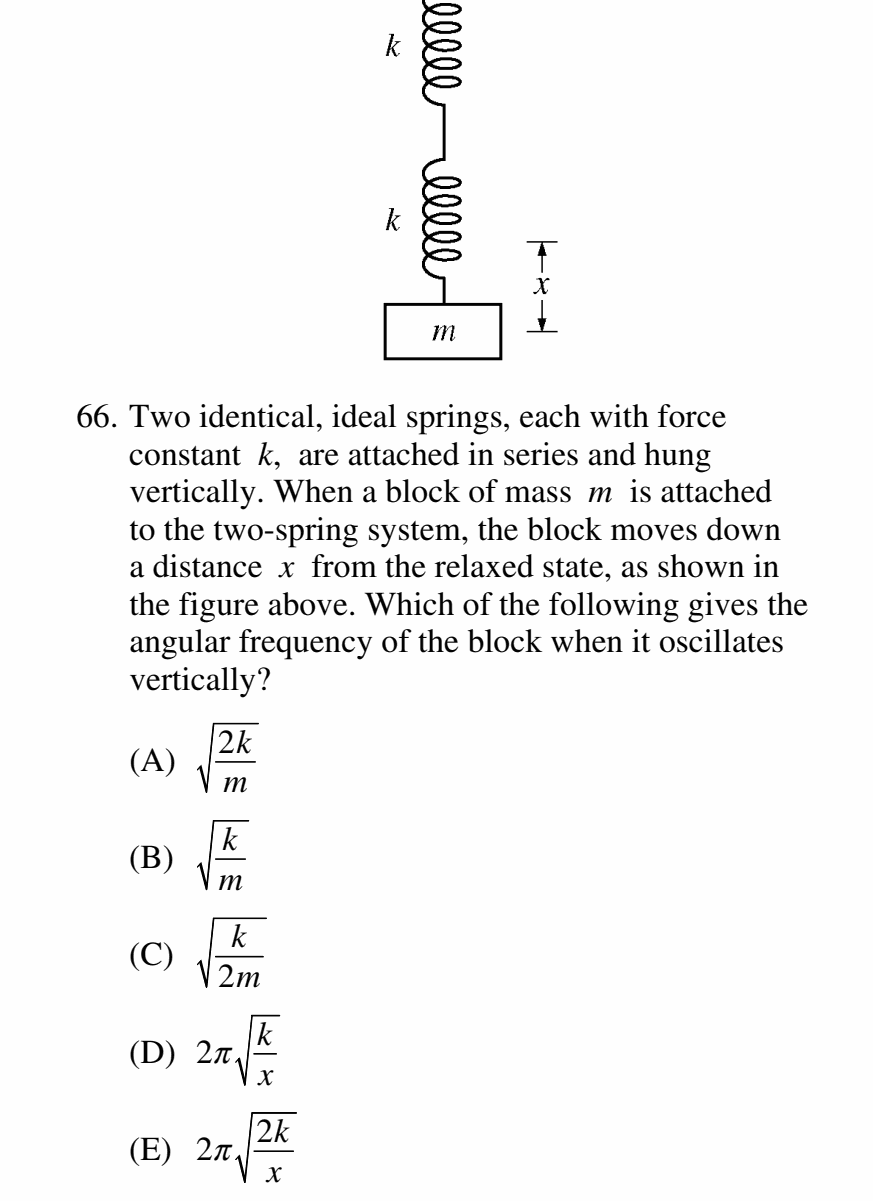 k
k
x
m
66. Two identical, ideal springs, each with force
constant k, are attached in series and hung
vertically. When a block of mass m is attached
to the two-spring system, the block moves down
a distance x from the relaxed state, as shown in
the figure above. Which of the following gives the
angular frequency of the block when it oscillates
vertically?
(A) √(2k/m)
(B) √(k/m)
(C) √(k/2m)
(D) 2π√(k/x)
(E) 2π√(2k/x)